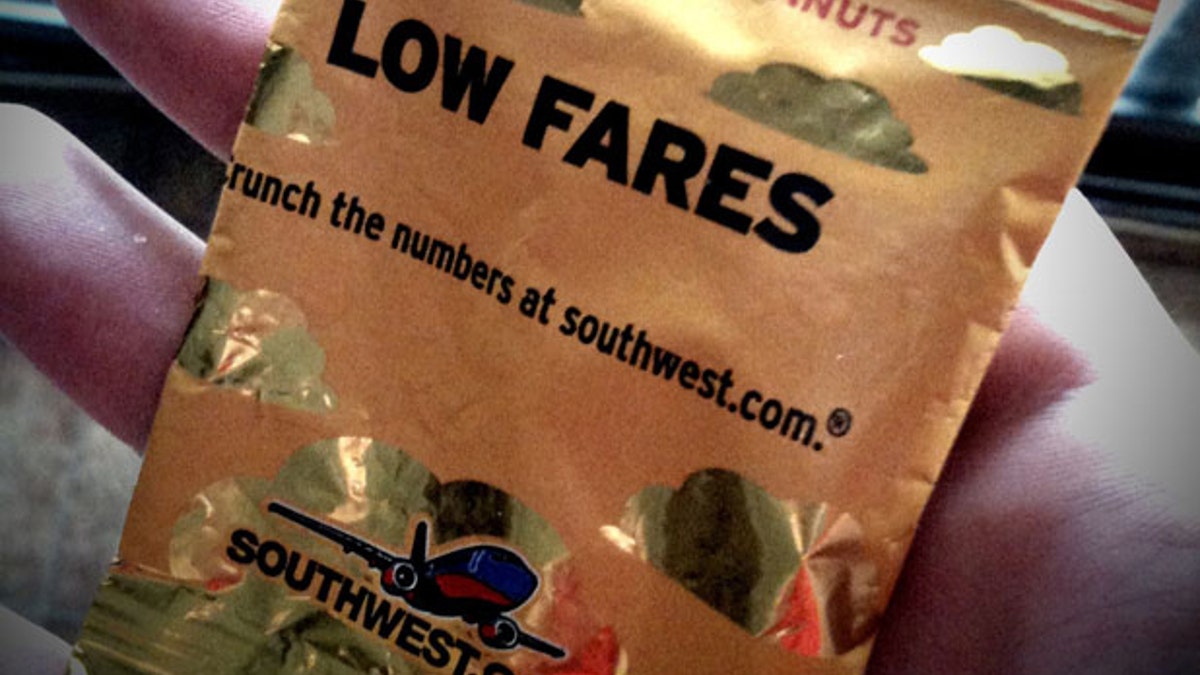 LOW FARES
runch the numbers at southwest.com.®
SOUTHWEST.